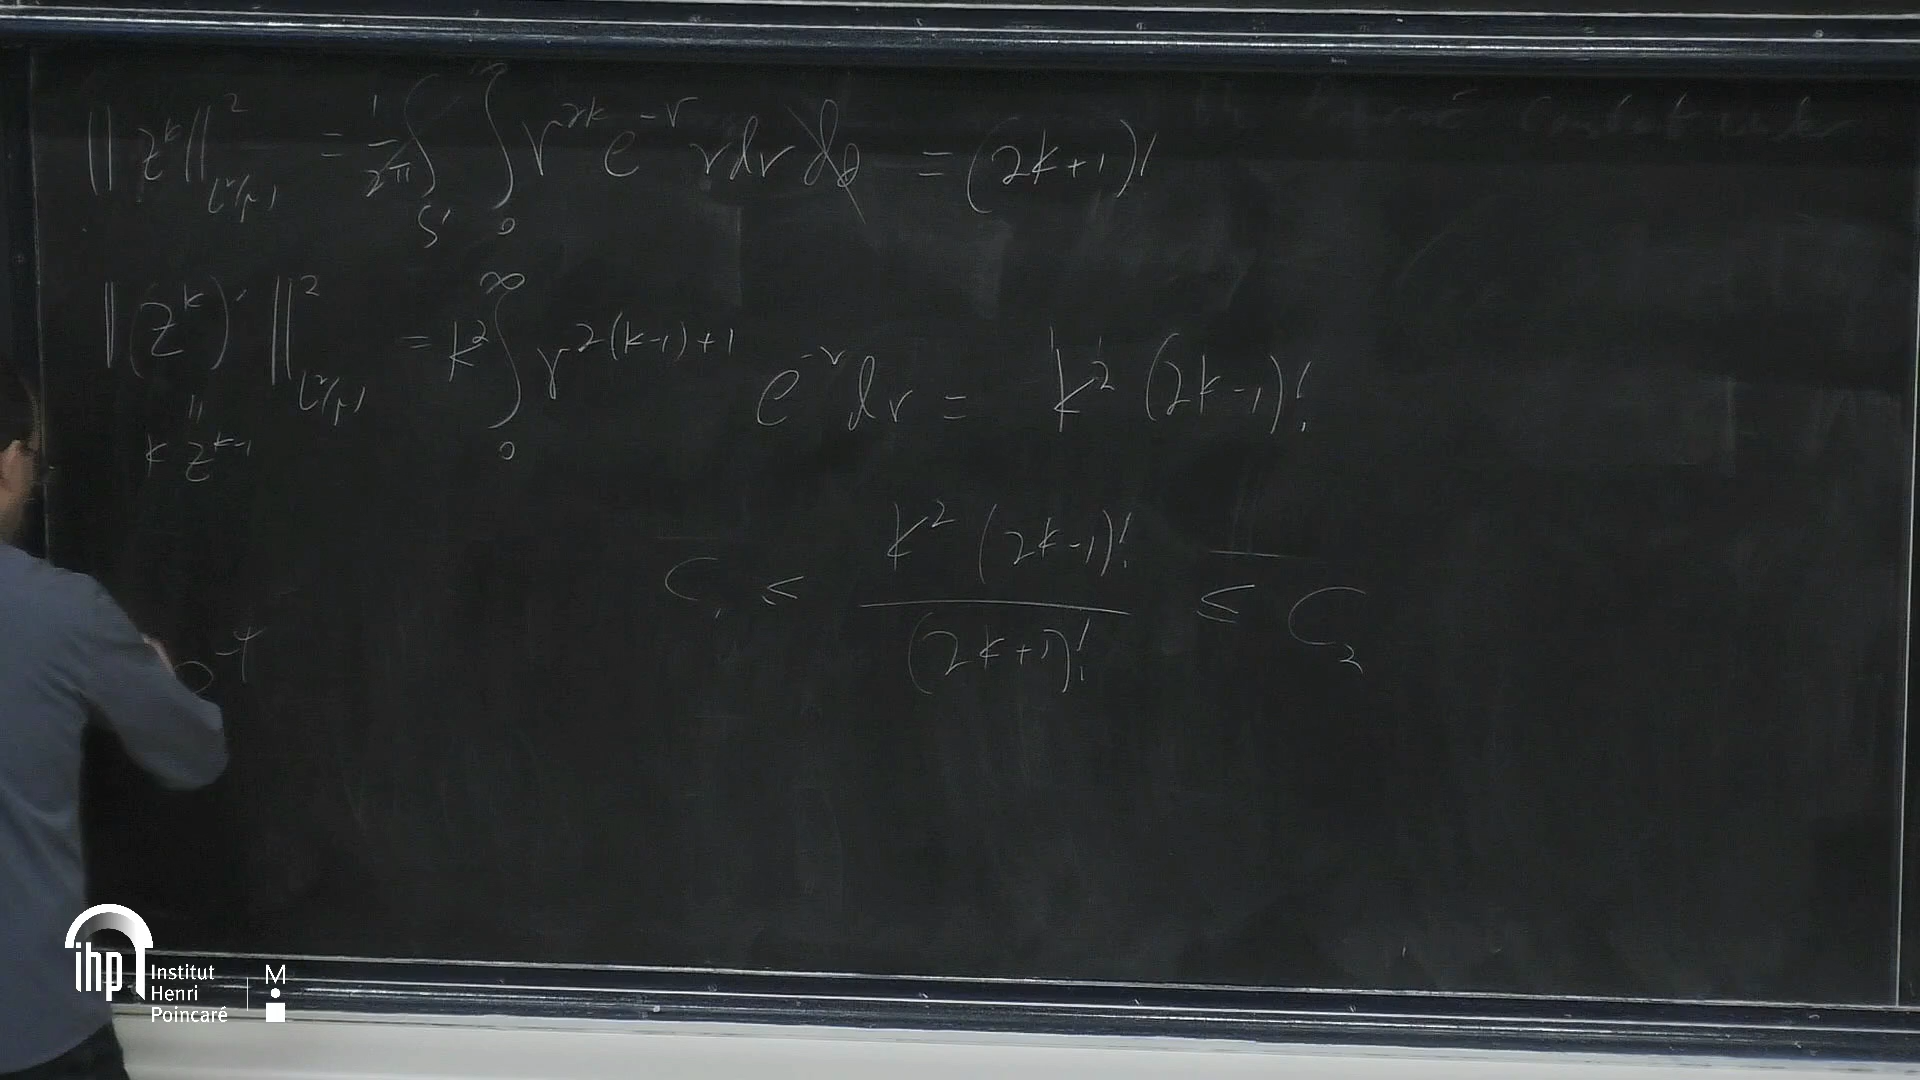 ‖z^k‖²_{L²(μ)} = 1/2π ∫_{S¹} ∫_0^∞ r^{2k} e^{-r} r dr dθ = (2k+1)!
‖(z^k)'‖²_{L²(μ)} = k² ∫_0^∞ r^{2(k-1)+1} e^{-r} dr = k² (2k-1)!
"
k z^{k-1}
C₁ ≤ k² (2k-1)! / (2k+1)! ≤ C₂
ihp
Institut
Henri
Poincaré
M